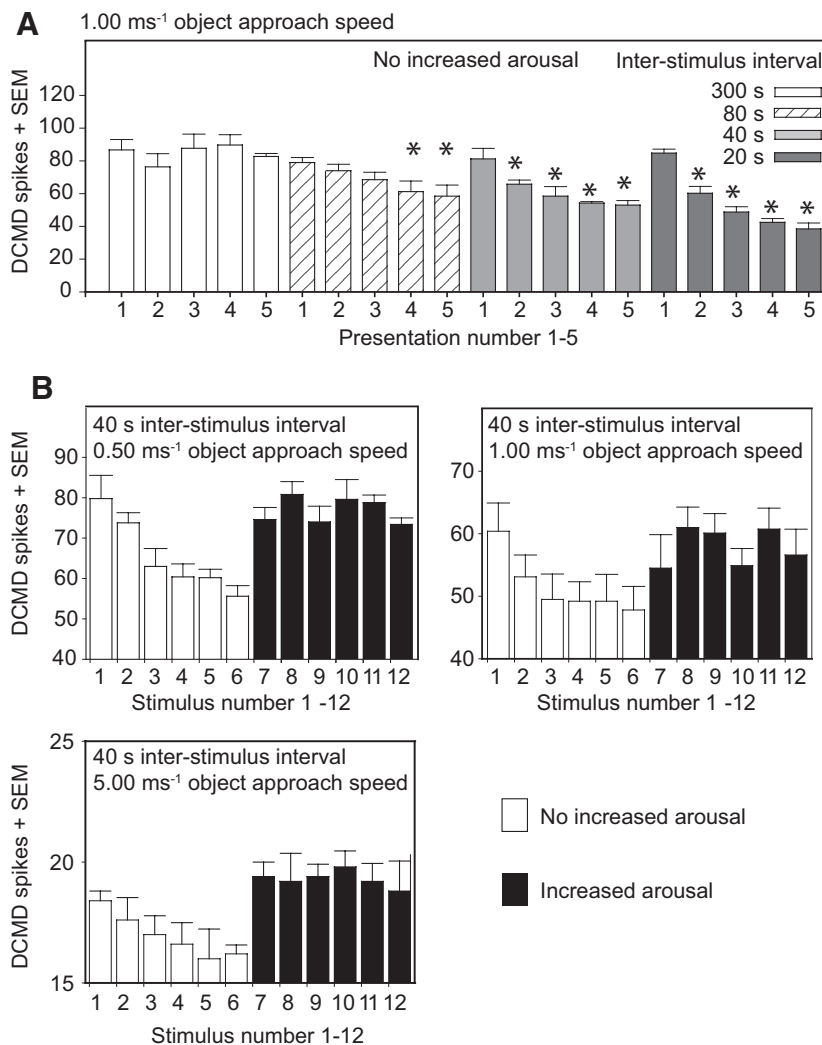 A
1.00 ms-1 object approach speed
No increased arousal
Inter-stimulus interval
300 s
80 s
40 s
20 s
DCMD spikes + SEM
120
100
80
60
40
20
0
* * * * * * * * * *
1 2 3 4 5 1 2 3 4 5 1 2 3 4 5 1 2 3 4 5
Presentation number 1-5
B
40 s inter-stimulus interval
0.50 ms-1 object approach speed
DCMD spikes + SEM
90
80
70
60
50
40
1 2 3 4 5 6 7 8 9 10 11 12
Stimulus number 1 -12
40 s inter-stimulus interval
1.00 ms-1 object approach speed
DCMD spikes + SEM
70
60
50
40
1 2 3 4 5 6 7 8 9 10 11 12
Stimulus number 1 -12
40 s inter-stimulus interval
5.00 ms-1 object approach speed
DCMD spikes + SEM
25
20
15
1 2 3 4 5 6 7 8 9 10 11 12
Stimulus number 1-12
No increased arousal
Increased arousal